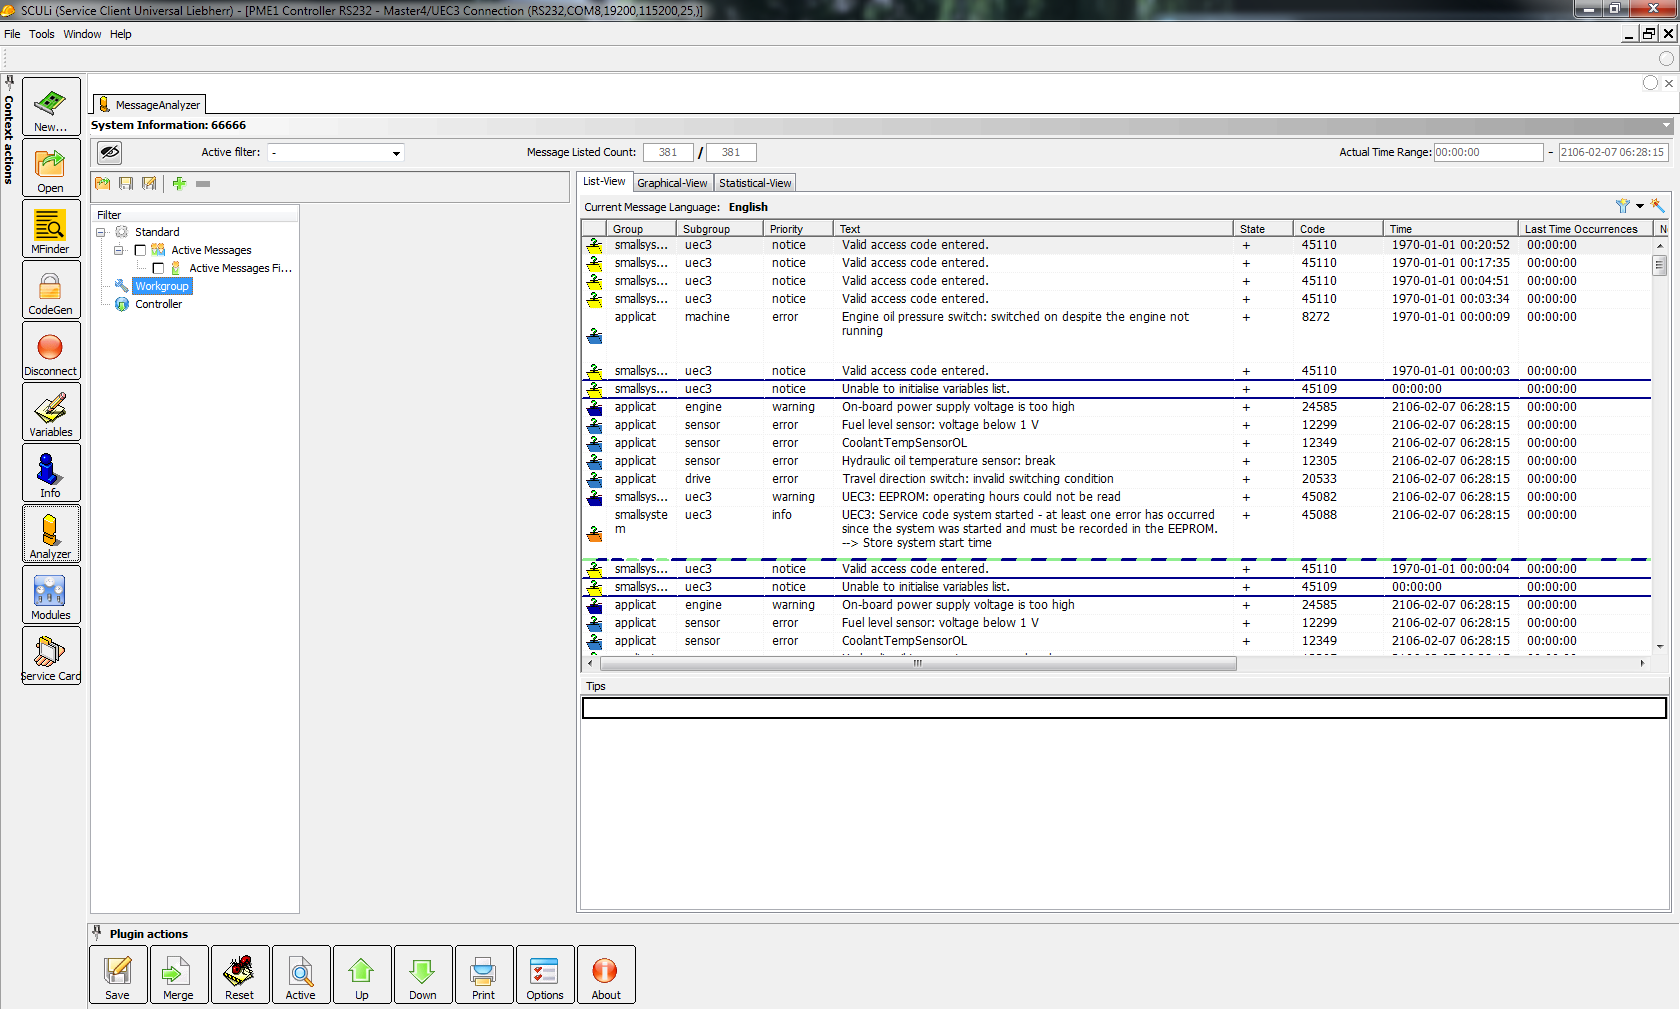 SCULi (Service Client Universal Liebherr) - [PME1 Controller RS232 - Master4/UEC3 Connection (RS232,COM8,19200,115200,25,)]
File Tools Window Help
Context actions
New...
Open
MFinder
CodeGen
Disconnect
Variables
Info
Analyzer
Modules
Service Card
MessageAnalyzer
System Information: 66666
Active filter: -
Message Listed Count: 381 / 381
Actual Time Range: 00:00:00 - 2106-02-07 06:28:15
Filter
Standard
Active Messages
Active Messages Fi...
Workgroup
Controller
List-View Graphical-View Statistical-View
Current Message Language: English
Group Subgroup Priority Text State Code Time Last Time Occurrences
smallsys... uec3 notice Valid access code entered. + 45110 1970-01-01 00:20:52 00:00:00
smallsys... uec3 notice Valid access code entered. + 45110 1970-01-01 00:17:35 00:00:00
smallsys... uec3 notice Valid access code entered. + 45110 1970-01-01 00:04:51 00:00:00
smallsys... uec3 notice Valid access code entered. + 45110 1970-01-01 00:03:34 00:00:00
applicat machine error Engine oil pressure switch: switched on despite the engine not + 8272 1970-01-01 00:00:09 00:00:00
running
smallsys... uec3 notice Valid access code entered. + 45110 1970-01-01 00:00:03 00:00:00
smallsys... uec3 notice Unable to initialise variables list. + 45109 00:00:00 00:00:00
applicat engine warning On-board power supply voltage is too high + 24585 2106-02-07 06:28:15 00:00:00
applicat sensor error Fuel level sensor: voltage below 1 V + 12299 2106-02-07 06:28:15 00:00:00
applicat sensor error CoolantTempSensorOL + 12349 2106-02-07 06:28:15 00:00:00
applicat sensor error Hydraulic oil temperature sensor: break + 12305 2106-02-07 06:28:15 00:00:00
applicat drive error Travel direction switch: invalid switching condition + 20533 2106-02-07 06:28:15 00:00:00
smallsys... uec3 warning UEC3: EEPROM: operating hours could not be read + 45082 2106-02-07 06:28:15 00:00:00
smallsyste uec3 info UEC3: Service code system started - at least one error has occurred + 45088 2106-02-07 06:28:15 00:00:00
m since the system was started and must be recorded in the EEPROM.
--> Store system start time
smallsys... uec3 notice Valid access code entered. + 45110 1970-01-01 00:00:04 00:00:00
smallsys... uec3 notice Unable to initialise variables list. + 45109 00:00:00 00:00:00
applicat engine warning On-board power supply voltage is too high + 24585 2106-02-07 06:28:15 00:00:00
applicat sensor error Fuel level sensor: voltage below 1 V + 12299 2106-02-07 06:28:15 00:00:00
applicat sensor error CoolantTempSensorOL + 12349 2106-02-07 06:28:15 00:00:00
Tips
Plugin actions
Save
Merge
Reset
Active
Up
Down
Print
Options
About